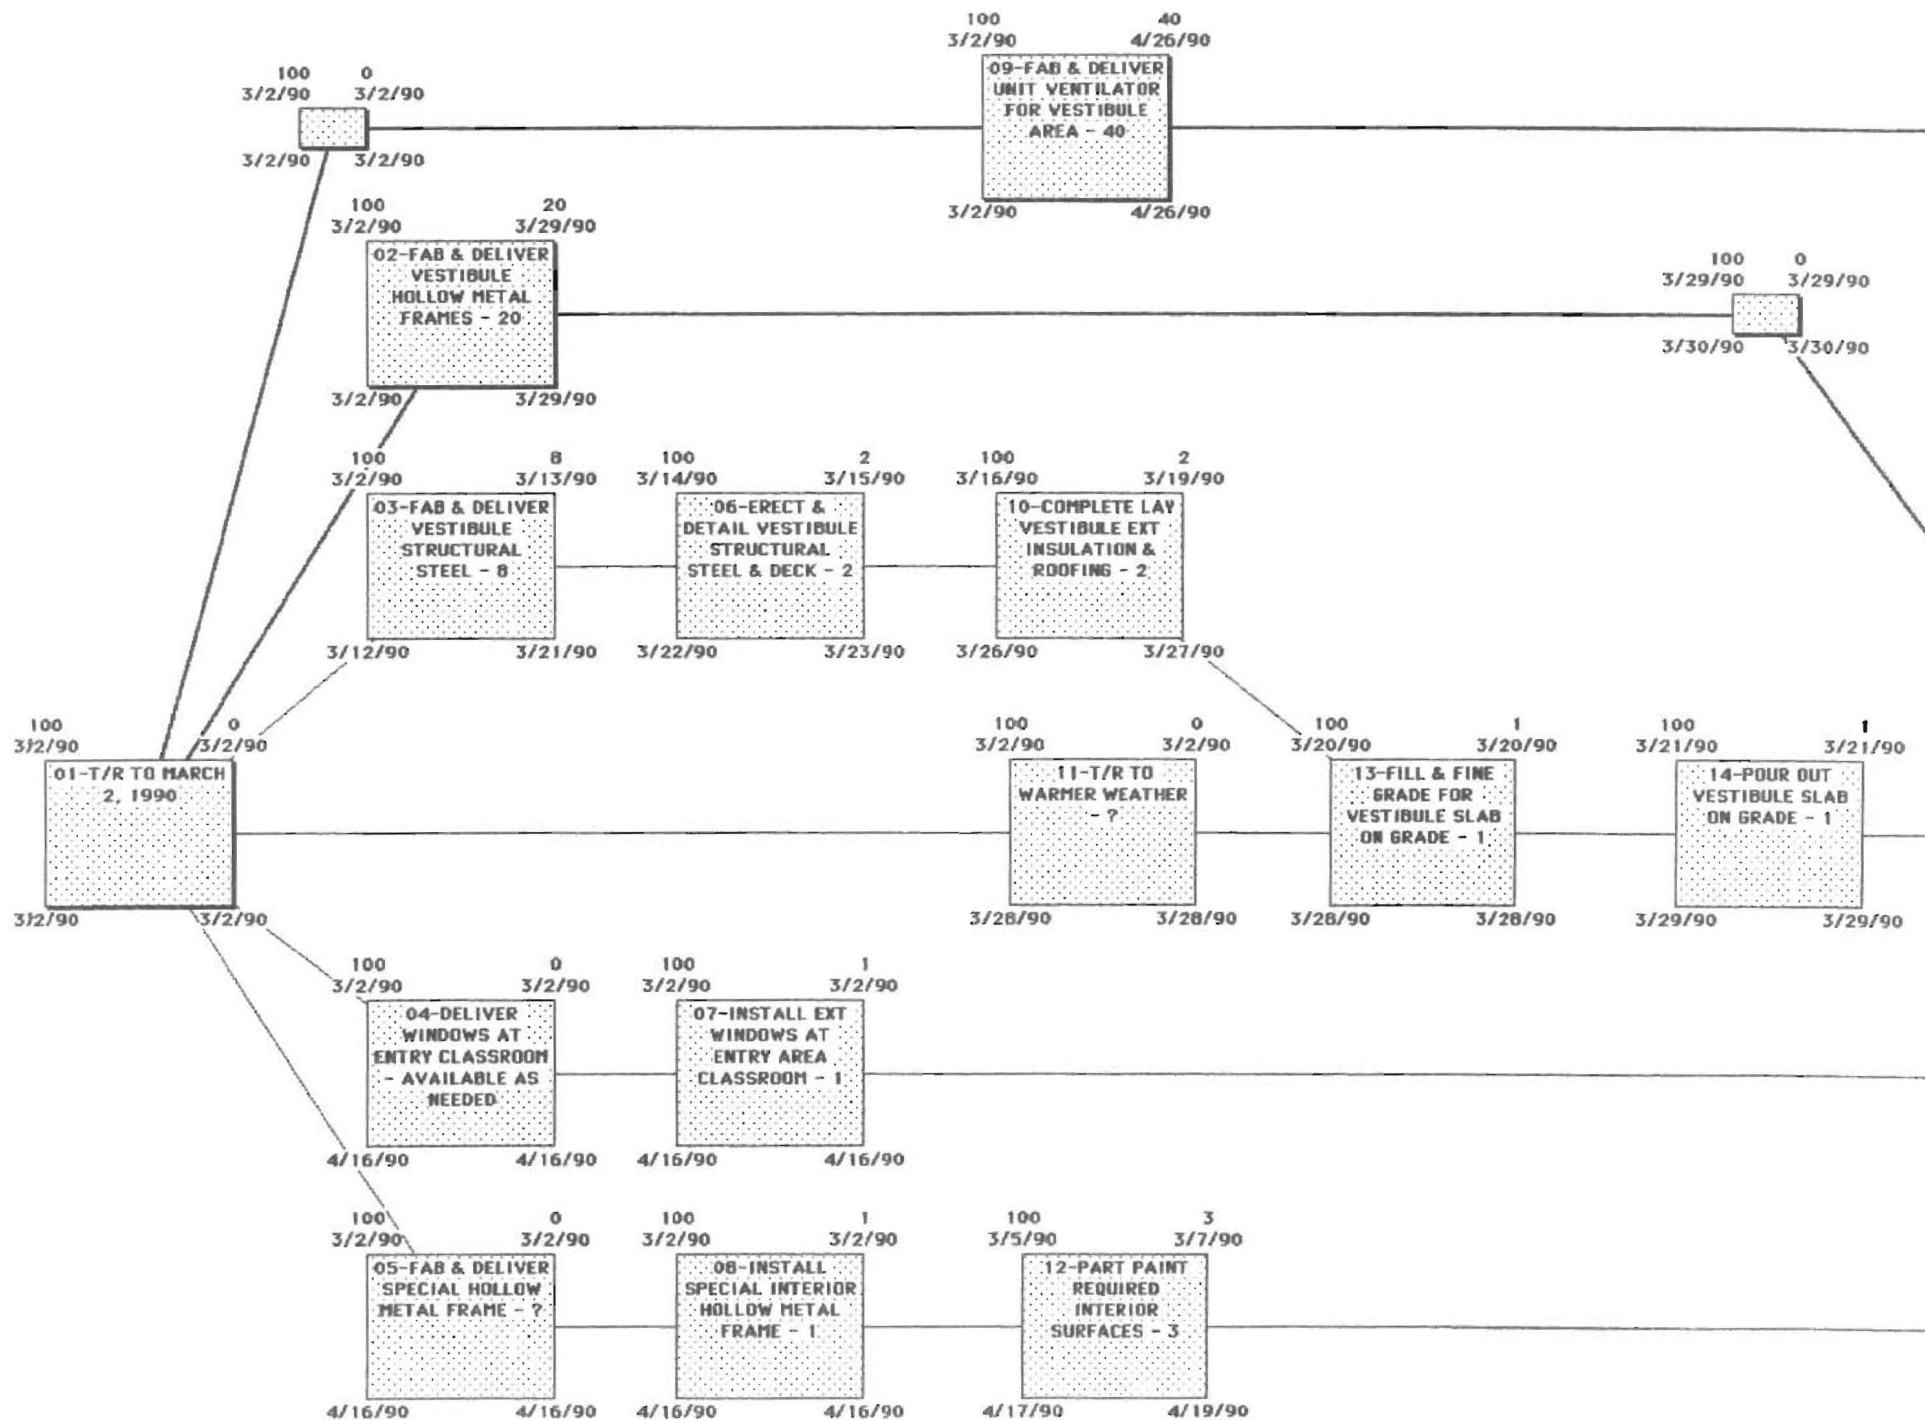 100 40
3/2/90 4/26/90
09-FAB & DELIVER
UNIT VENTILATOR
FOR VESTIBULE
AREA - 40
3/2/90 4/26/90
100 0
3/2/90 3/2/90
3/2/90 3/2/90
100 20
3/2/90 3/29/90
02-FAB & DELIVER
VESTIBULE
HOLLOW METAL
FRAMES - 20
3/2/90 3/29/90
100 0
3/29/90 3/29/90
3/30/90 3/30/90
100 8
3/2/90 3/13/90
03-FAB & DELIVER
VESTIBULE
STRUCTURAL
STEEL - 8
3/12/90 3/21/90
100 2
3/14/90 3/15/90
06-ERECT &
DETAIL VESTIBULE
STRUCTURAL
STEEL & DECK - 2
3/22/90 3/23/90
100 2
3/16/90 3/19/90
10-COMPLETE LAY
VESTIBULE EXT
INSULATION &
ROOFING - 2
3/26/90 3/27/90
100 0
3/2/90 3/2/90
01-T/R TO MARCH
2, 1990
3/2/90 3/2/90
100 0
3/2/90 3/2/90
11-T/R TO
WARMER WEATHER
- ?
3/28/90 3/28/90
100 1
3/20/90 3/20/90
13-FILL & FINE
GRADE FOR
VESTIBULE SLAB
ON GRADE - 1
3/28/90 3/28/90
100 1
3/21/90 3/21/90
14-POUR OUT
VESTIBULE SLAB
ON GRADE - 1
3/29/90 3/29/90
100 0
3/2/90 3/2/90
04-DELIVER
WINDOWS AT
ENTRY CLASSROOM
- AVAILABLE AS
NEEDED
4/16/90 4/16/90
100 1
3/2/90 3/2/90
07-INSTALL EXT
WINDOWS AT
ENTRY AREA
CLASSROOM - 1
4/16/90 4/16/90
100 0
3/2/90 3/2/90
05-FAB & DELIVER
SPECIAL HOLLOW
METAL FRAME - ?
4/16/90 4/16/90
100 1
3/2/90 3/2/90
08-INSTALL
SPECIAL INTERIOR
HOLLOW METAL
FRAME - 1
4/16/90 4/16/90
100 3
3/5/90 3/7/90
12-PART PAINT
REQUIRED
INTERIOR
SURFACES - 3
4/17/90 4/19/90